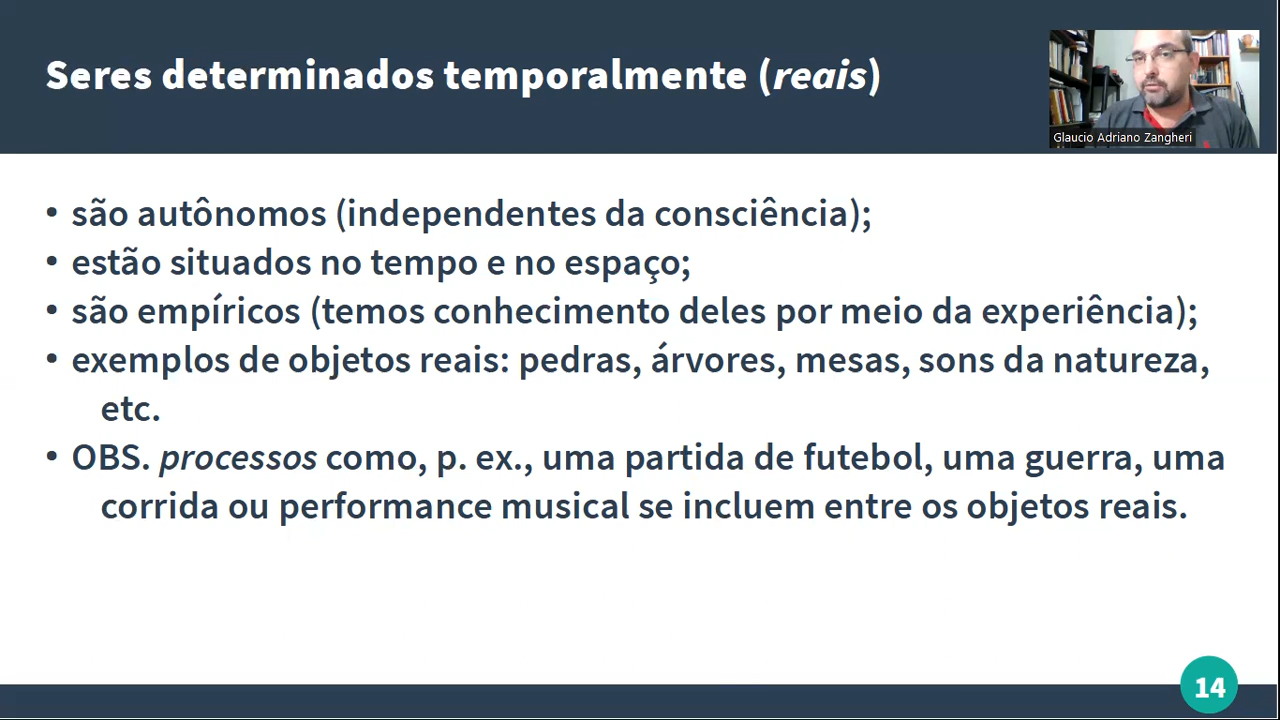 Seres determinados temporalmente (reais)
Glaucio Adriano Zangheri
• são autônomos (independentes da consciência);
• estão situados no tempo e no espaço;
• são empíricos (temos conhecimento deles por meio da experiência);
• exemplos de objetos reais: pedras, árvores, mesas, sons da natureza,
etc.
• OBS. processos como, p. ex., uma partida de futebol, uma guerra, uma
corrida ou performance musical se incluem entre os objetos reais.
14